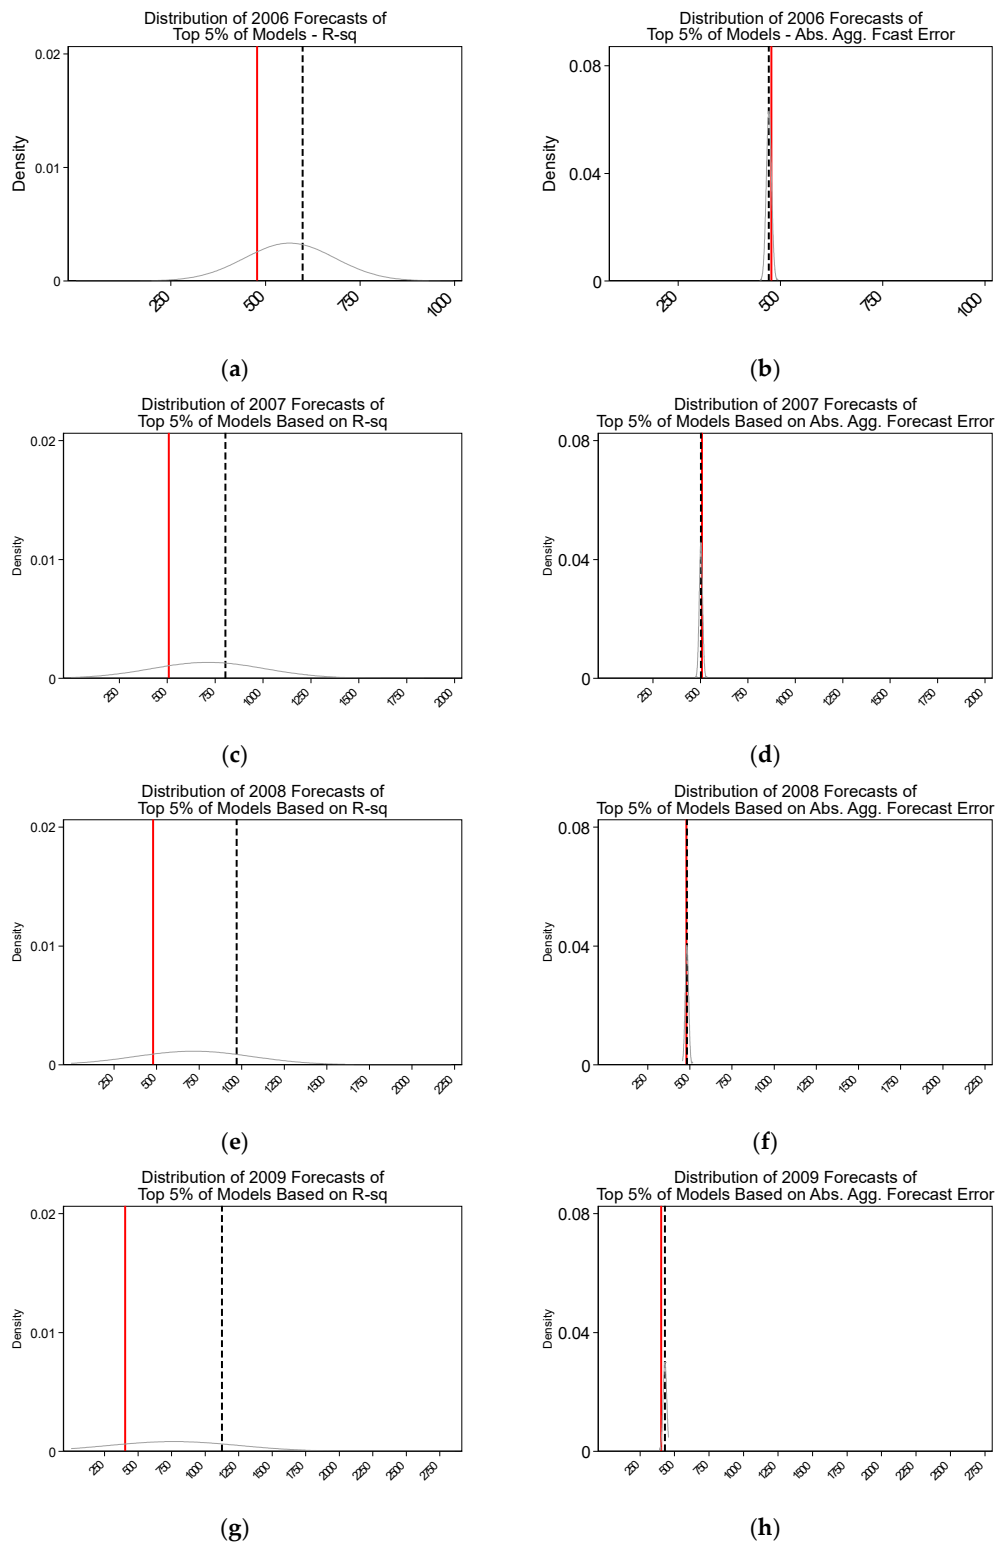 Distribution of 2006 Forecasts of
Top 5% of Models - R-sq
0.02
0.01
0
Density
250
500
750
1000
(a)
Distribution of 2006 Forecasts of
Top 5% of Models - Abs. Agg. Fcast Error
0.08
0.04
0
Density
250
500
750
1000
(b)
Distribution of 2007 Forecasts of
Top 5% of Models Based on R-sq
0.02
0.01
0
Density
250
500
750
1000
1250
1500
1750
2000
(c)
Distribution of 2007 Forecasts of
Top 5% of Models Based on Abs. Agg. Forecast Error
0.08
0.04
0
Density
250
500
750
1000
1250
1500
1750
2000
(d)
Distribution of 2008 Forecasts of
Top 5% of Models Based on R-sq
0.02
0.01
0
Density
250
500
750
1000
1250
1500
1750
2000
2250
(e)
Distribution of 2008 Forecasts of
Top 5% of Models Based on Abs. Agg. Forecast Error
0.08
0.04
0
Density
250
500
750
1000
1250
1500
1750
2000
2250
(f)
Distribution of 2009 Forecasts of
Top 5% of Models Based on R-sq
0.02
0.01
0
Density
250
500
750
1000
1250
1500
1750
2000
2250
2500
2750
(g)
Distribution of 2009 Forecasts of
Top 5% of Models Based on Abs. Agg. Forecast Error
0.08
0.04
0
Density
250
500
750
1000
1250
1500
1750
2000
2250
2500
2750
(h)